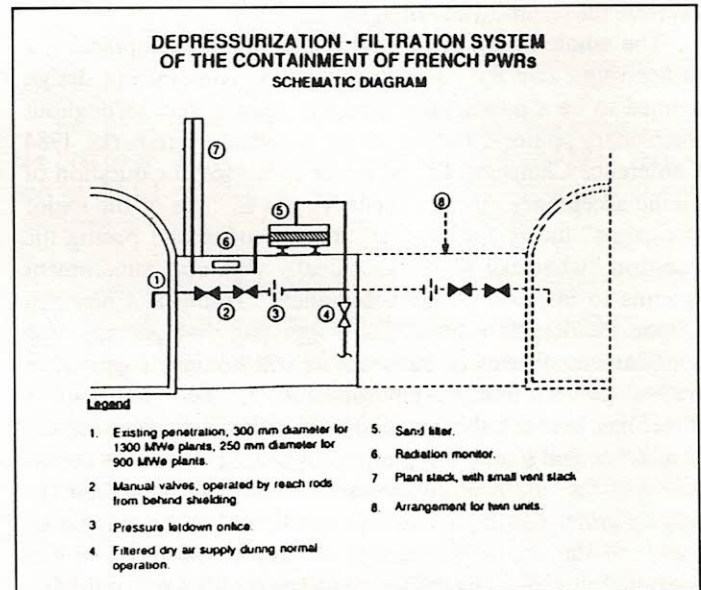 DEPRESSURIZATION - FILTRATION SYSTEM
OF THE CONTAINMENT OF FRENCH PWRs
SCHEMATIC DIAGRAM
7
8
5
6
1
2
3
4
Legend
1. Existing penetration, 300 mm diameter for
1300 MWe plants, 250 mm diameter for
900 MWe plants.
2 Manual valves, operated by reach rods
from behind shielding
3 Pressure letdown orifice.
4 Filtered dry air supply during normal
operation.
5. Sand filter.
6. Radiation monitor.
7 Plant stack, with small vent stack
8. Arrangement for twin units.